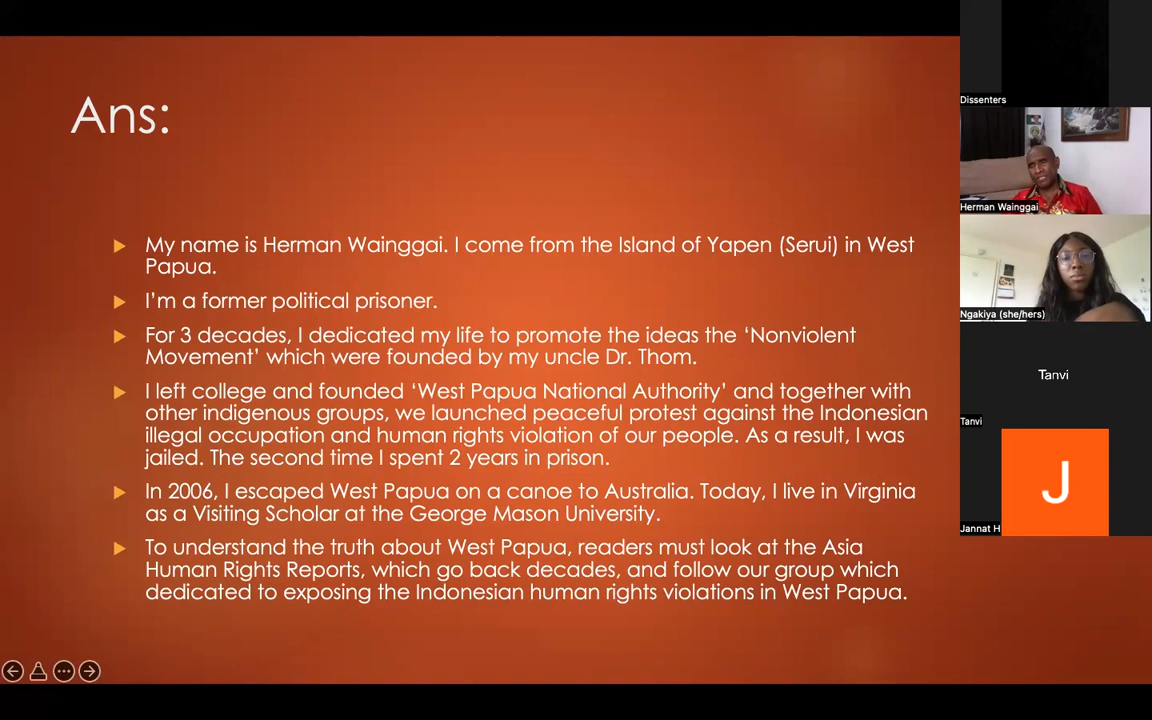 Ans:
My name is Herman Wainggai. I come from the Island of Yapen (Serui) in West
Papua.
I'm a former political prisoner.
For 3 decades, I dedicated my life to promote the ideas the ‘Nonviolent
Movement’ which were founded by my uncle Dr. Thom.
I left college and founded ‘West Papua National Authority’ and together with
other indigenous groups, we launched peaceful protest against the Indonesian
illegal occupation and human rights violation of our people. As a result, I was
jailed. The second time I spent 2 years in prison.
In 2006, I escaped West Papua on a canoe to Australia. Today, I live in Virginia
as a Visiting Scholar at the George Mason University.
To understand the truth about West Papua, readers must look at the Asia
Human Rights Reports, which go back decades, and follow our group which
dedicated to exposing the Indonesian human rights violations in West Papua.
Dissenters
Herman Wainggai
Ngakiya (she/hers)
Tanvi
Tanvi
J
Jannat H